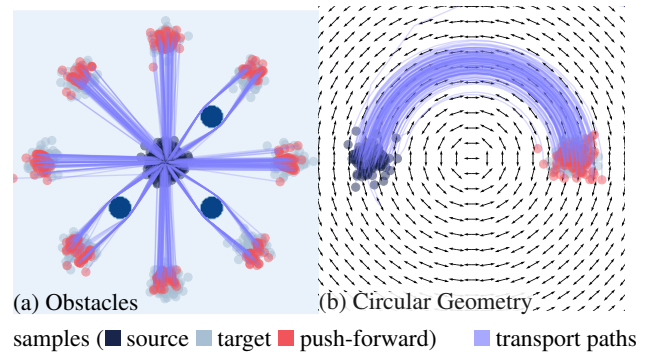 (a) Obstacles
(b) Circular Geometry
samples ( source target push-forward) transport paths